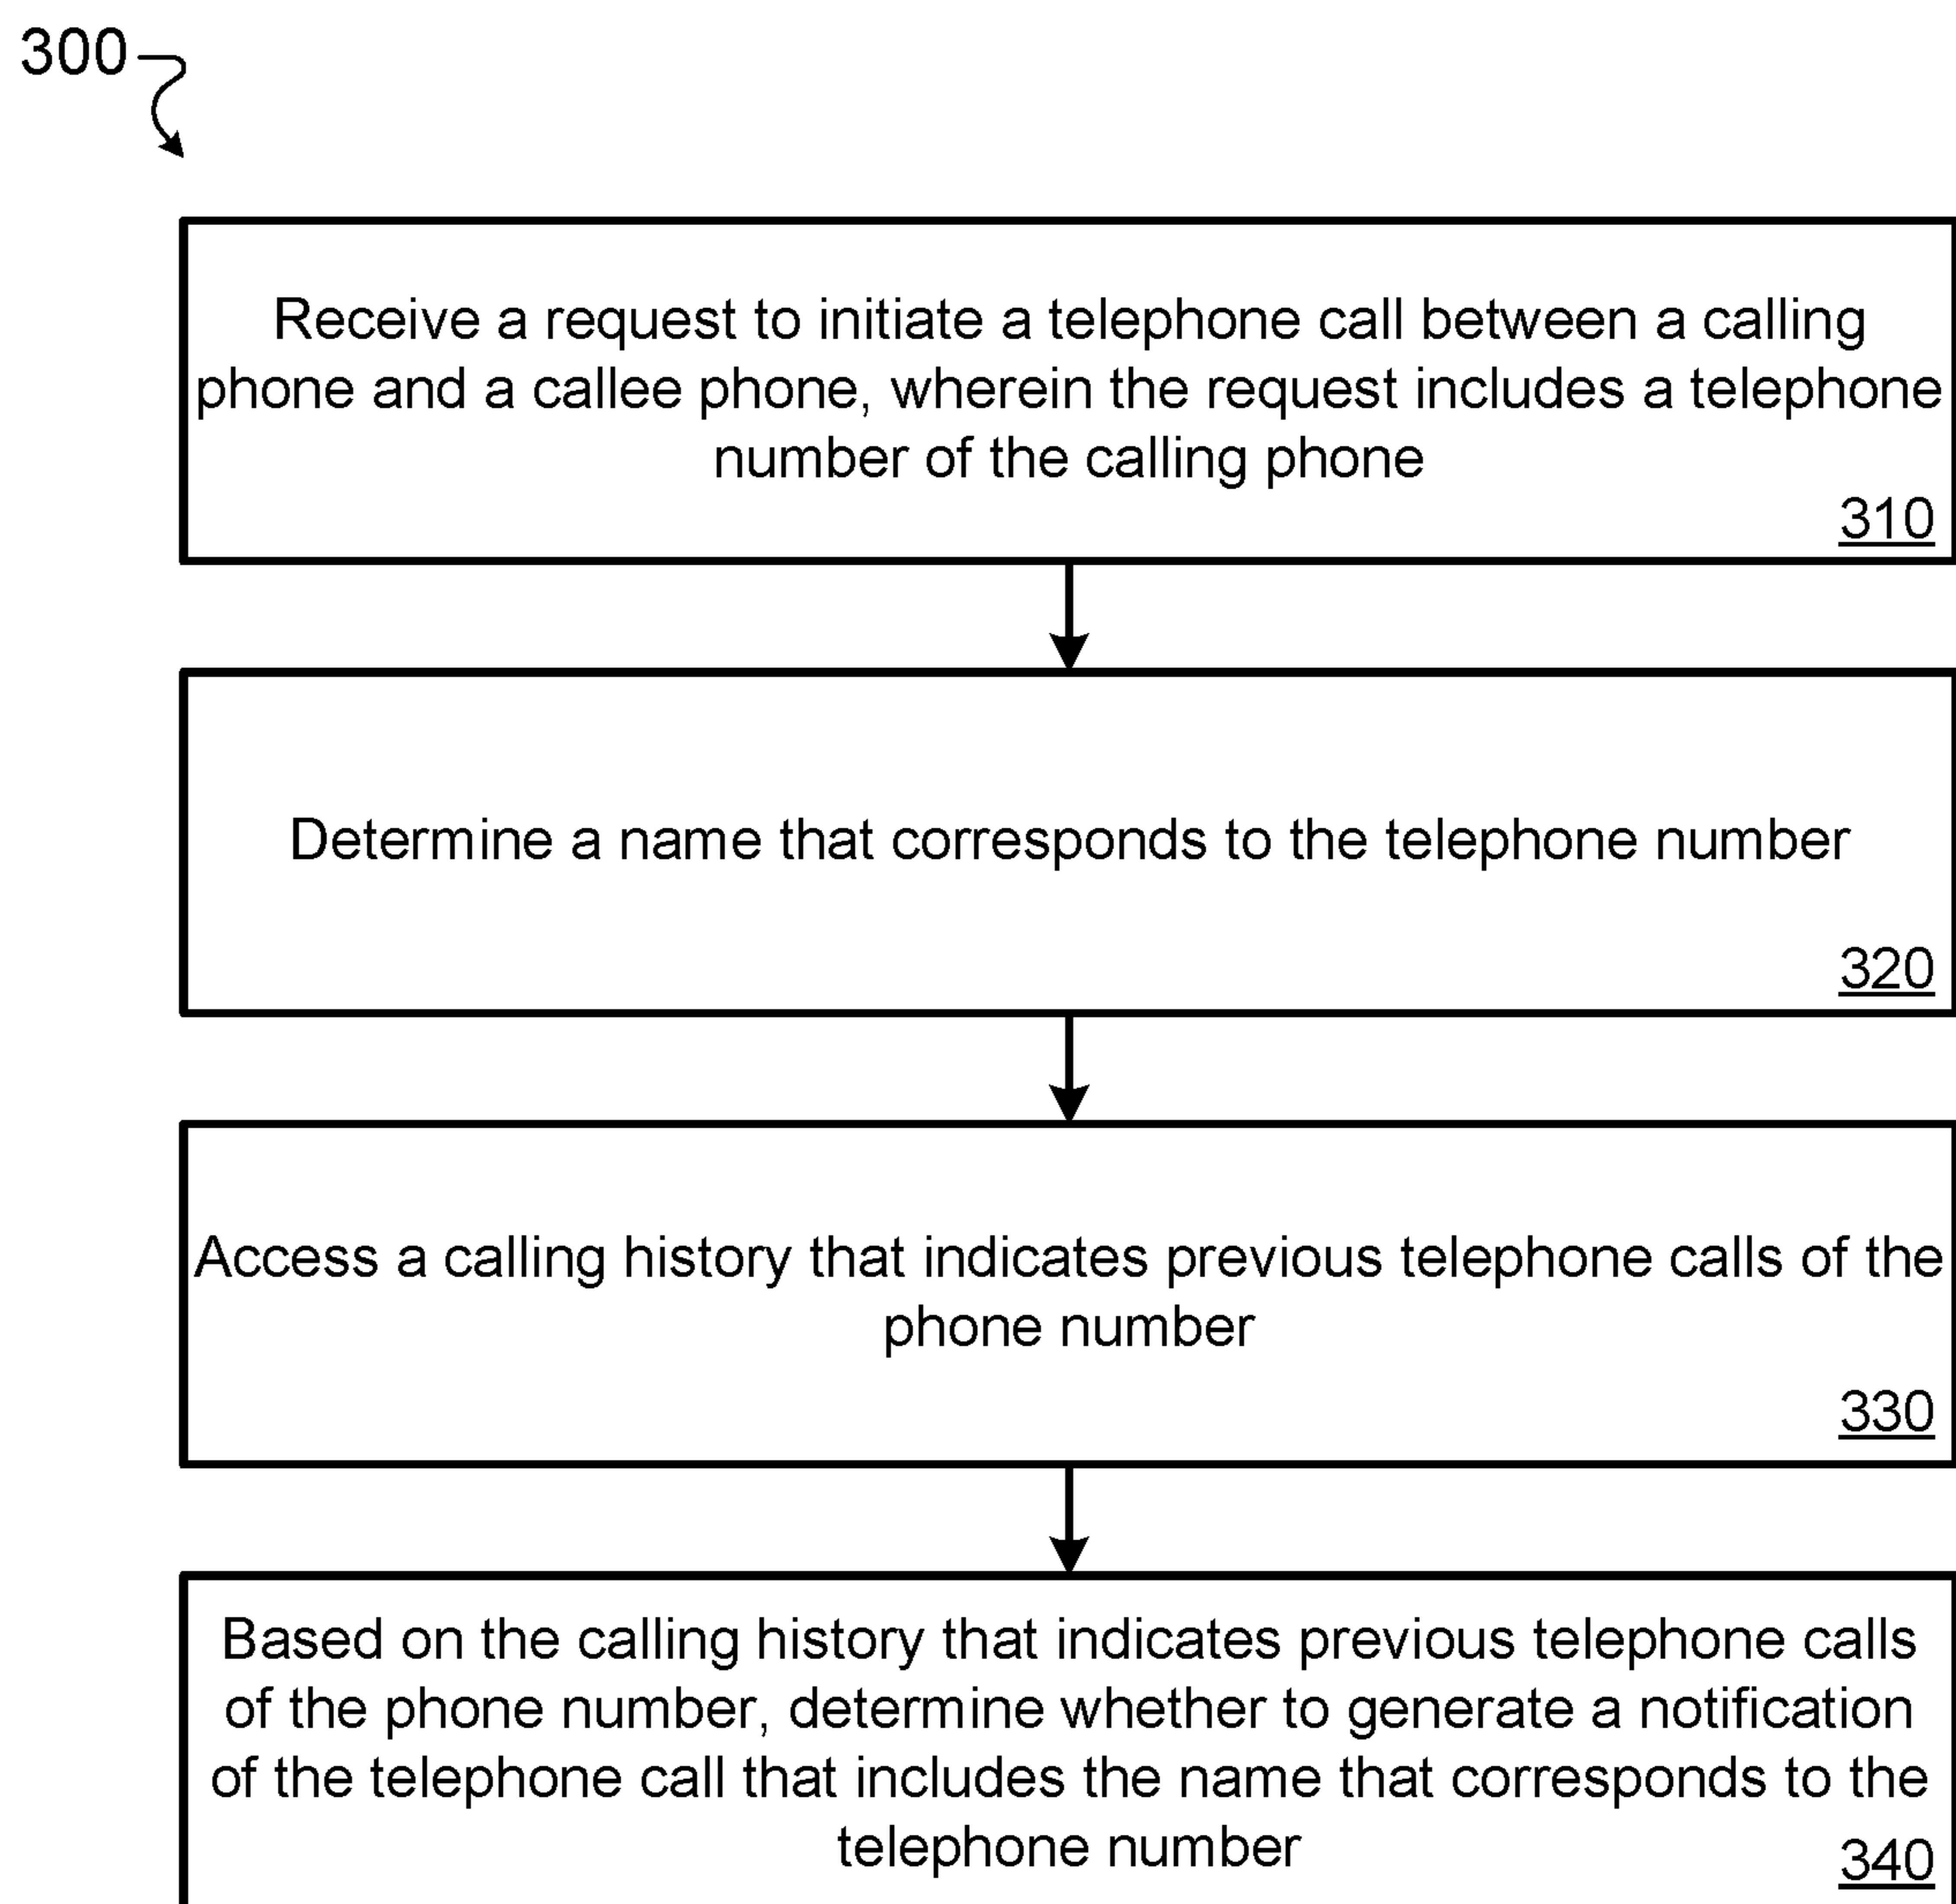 300
Receive a request to initiate a telephone call between a calling
phone and a callee phone, wherein the request includes a telephone
number of the calling phone
310
Determine a name that corresponds to the telephone number
320
Access a calling history that indicates previous telephone calls of the
phone number
330
Based on the calling history that indicates previous telephone calls
of the phone number, determine whether to generate a notification
of the telephone call that includes the name that corresponds to the
telephone number
340